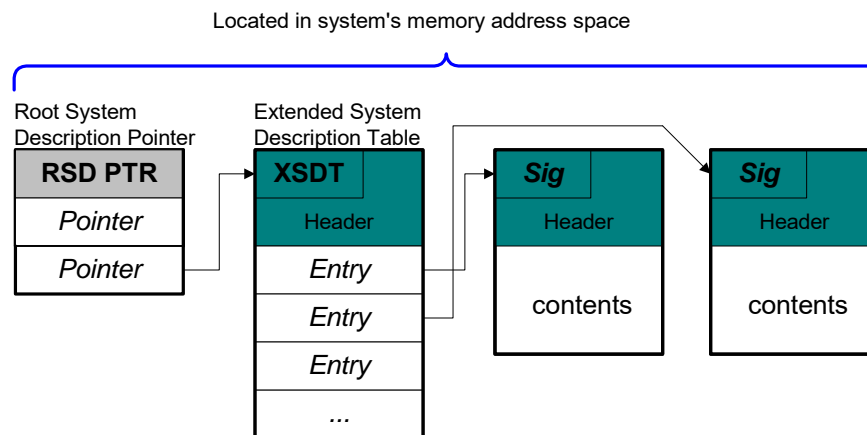 Located in system's memory address space
Root System
Description Pointer
Extended System
Description Table
RSD PTR
Pointer
Pointer
XSDT
Header
Entry
Entry
Entry
...
Sig
Header
contents
Sig
Header
contents